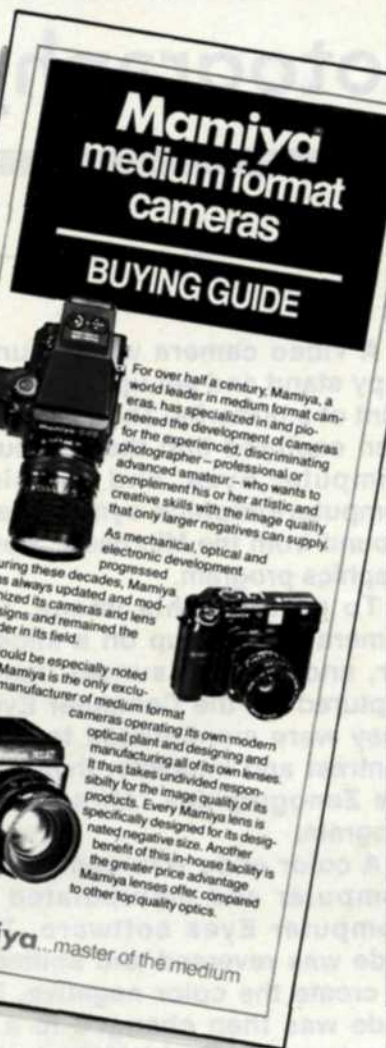 Mamiya
medium format
cameras
BUYING GUIDE
For over half a century, Mamiya, a
world leader in medium format cam-
eras, has specialized in and pio-
neered the development of cameras
for the experienced, discriminating
photographer – professional or
advanced amateur – who wants to
complement his or her artistic and
creative skills with the image quality
that only larger negatives can supply.
As mechanical, optical and
electronic development
progressed
uring these decades, Mamiya
s always updated and mod-
nized its cameras and lens
signs and remained the
der in its field.
ould be especially noted
Mamiya is the only exclu-
manufacturer of medium format
cameras operating its own modern
optical plant and designing and
manufacturing all of its own lenses.
It thus takes undivided respon-
sibilty for the image quality of its
products. Every Mamiya lens is
specifically designed for its desig-
nated negative size. Another
benefit of this in-house facility is
the greater price advantage
Mamiya lenses offer, compared
to other top quality optics.
iya...master of the medium